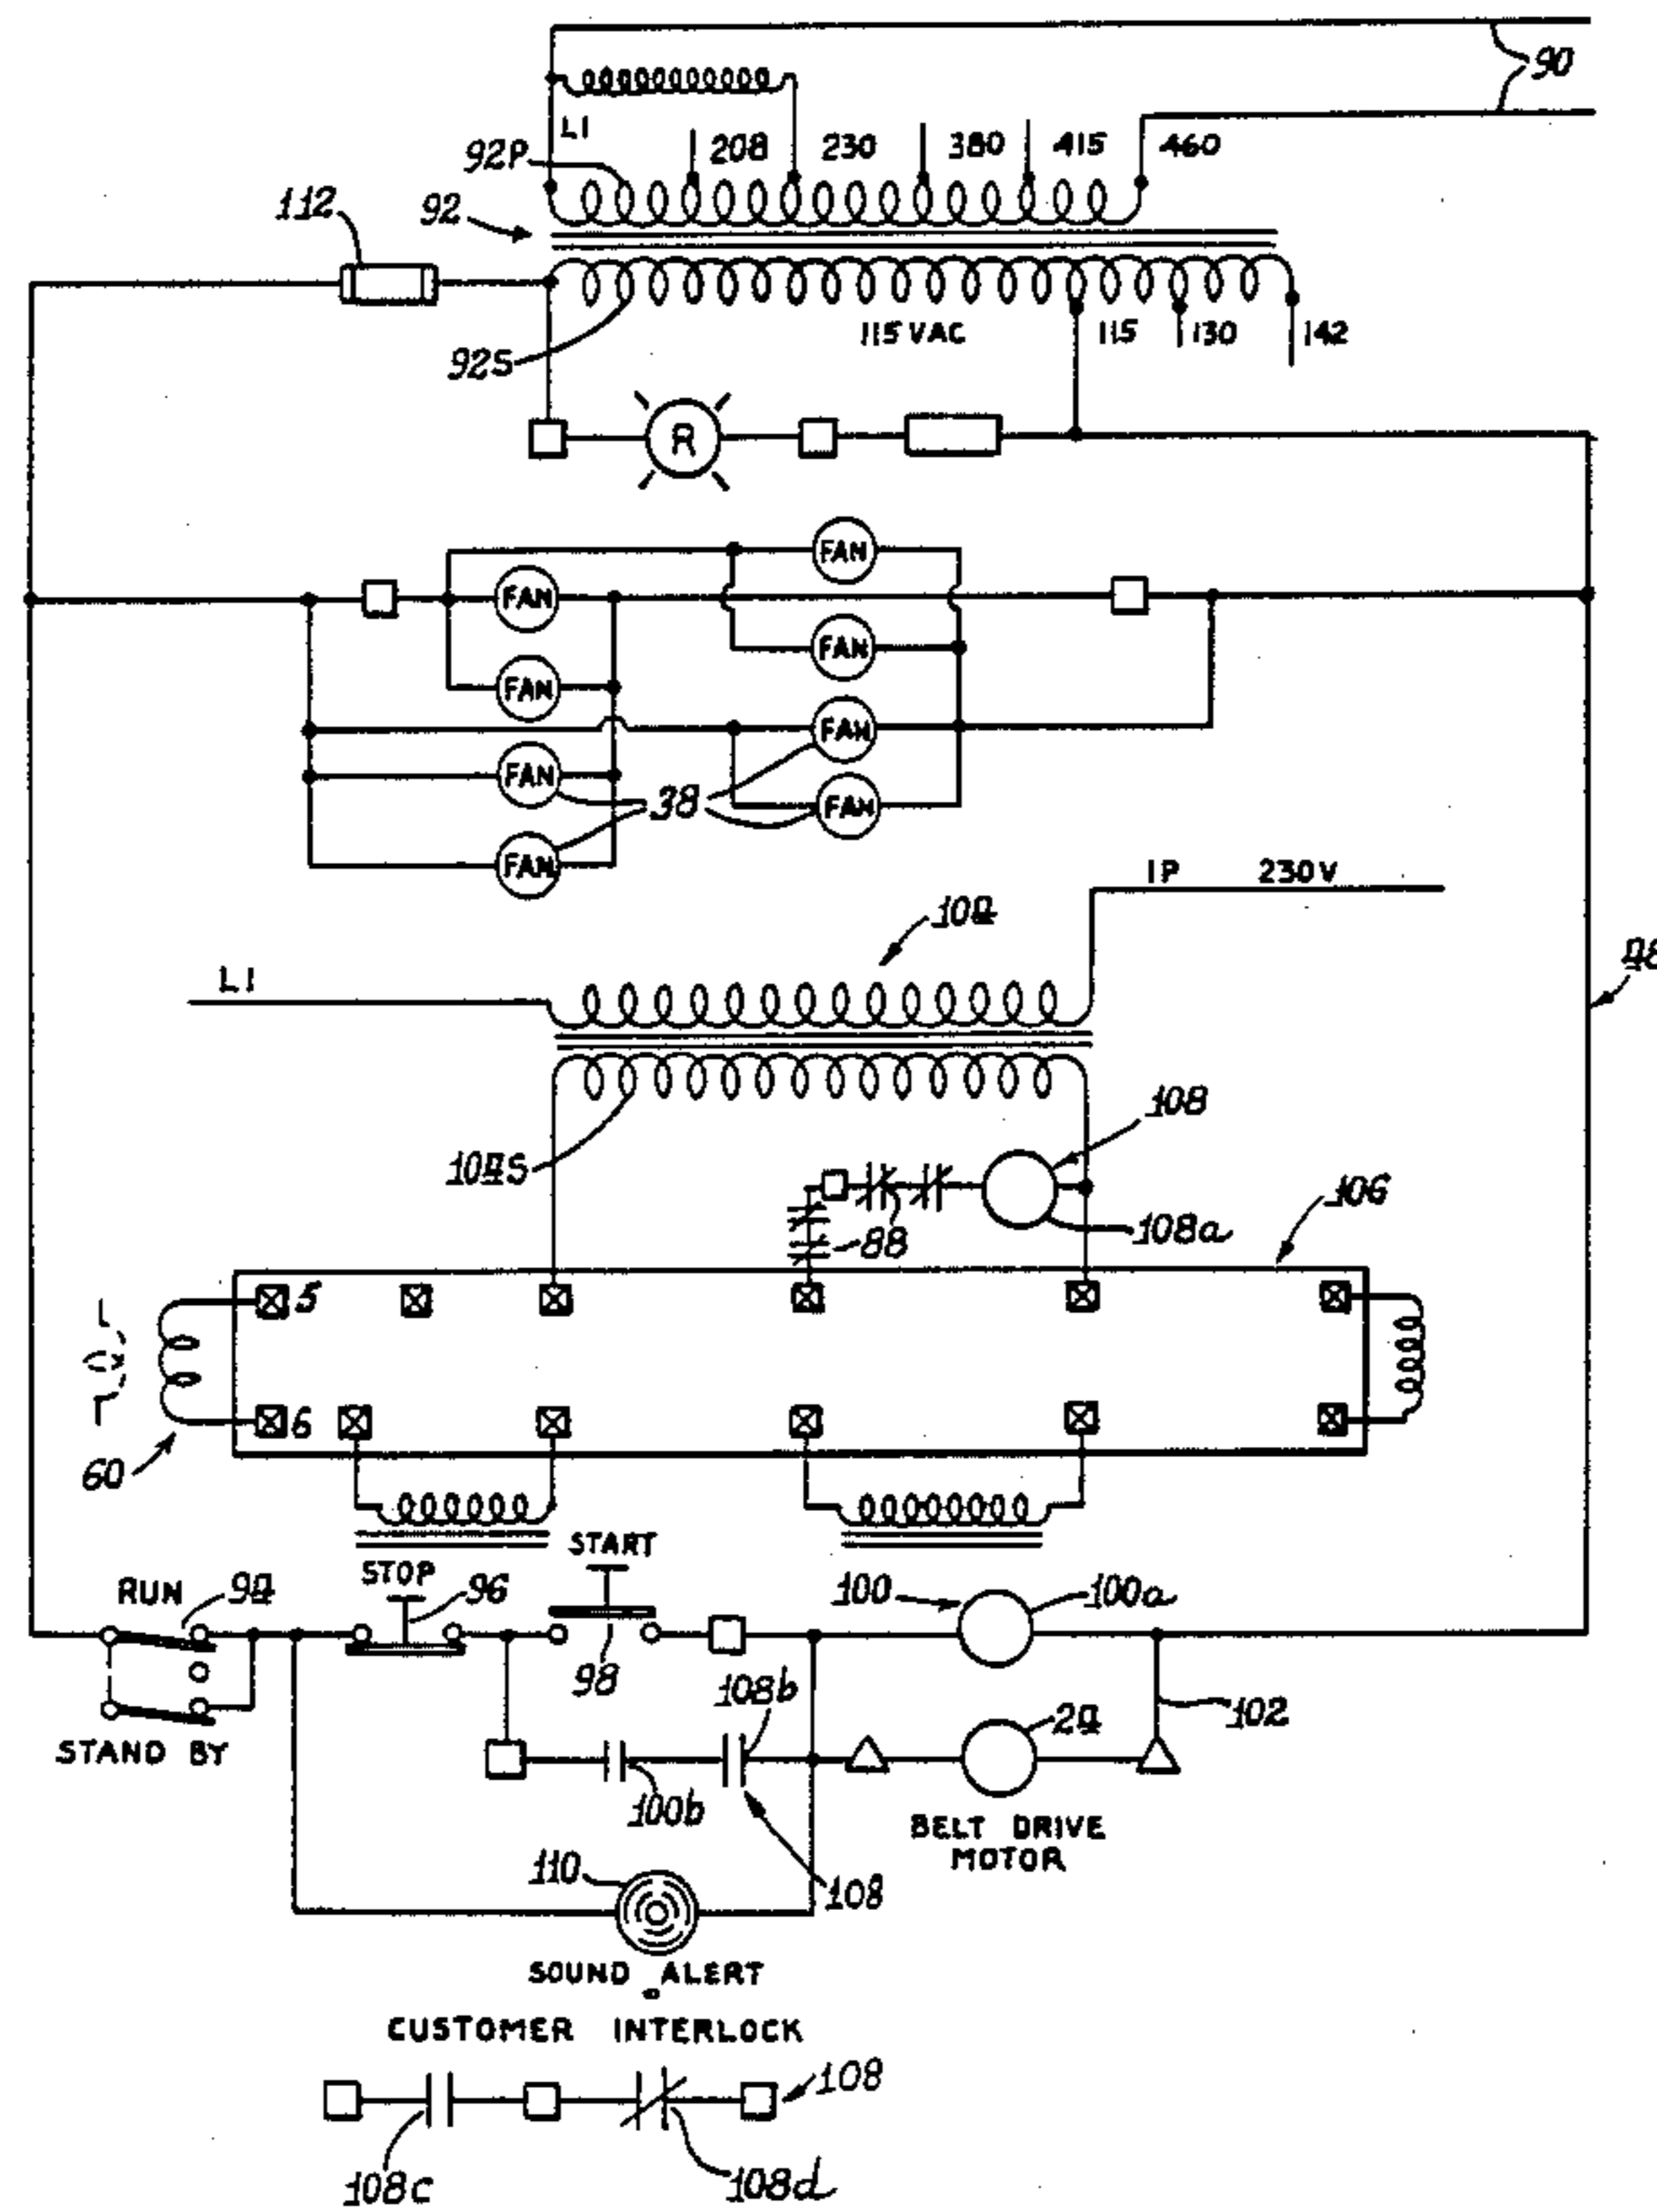 90
L1
208 230 380 415 460
92P
112
92
115 VAC 115 130 142
92S
R
FAN
FAN
FAN
FAN
FAN
FAN
38
FAN
FAN
1P 230V
104
L1
48
104S
108
106
88
108a
5
6
60
START
STOP
RUN 94 96 100 100a
98
108b
24
102
STAND BY
100b
BELT DRIVE
MOTOR
110
108
SOUND ALERT
CUSTOMER INTERLOCK
108
108c
108d